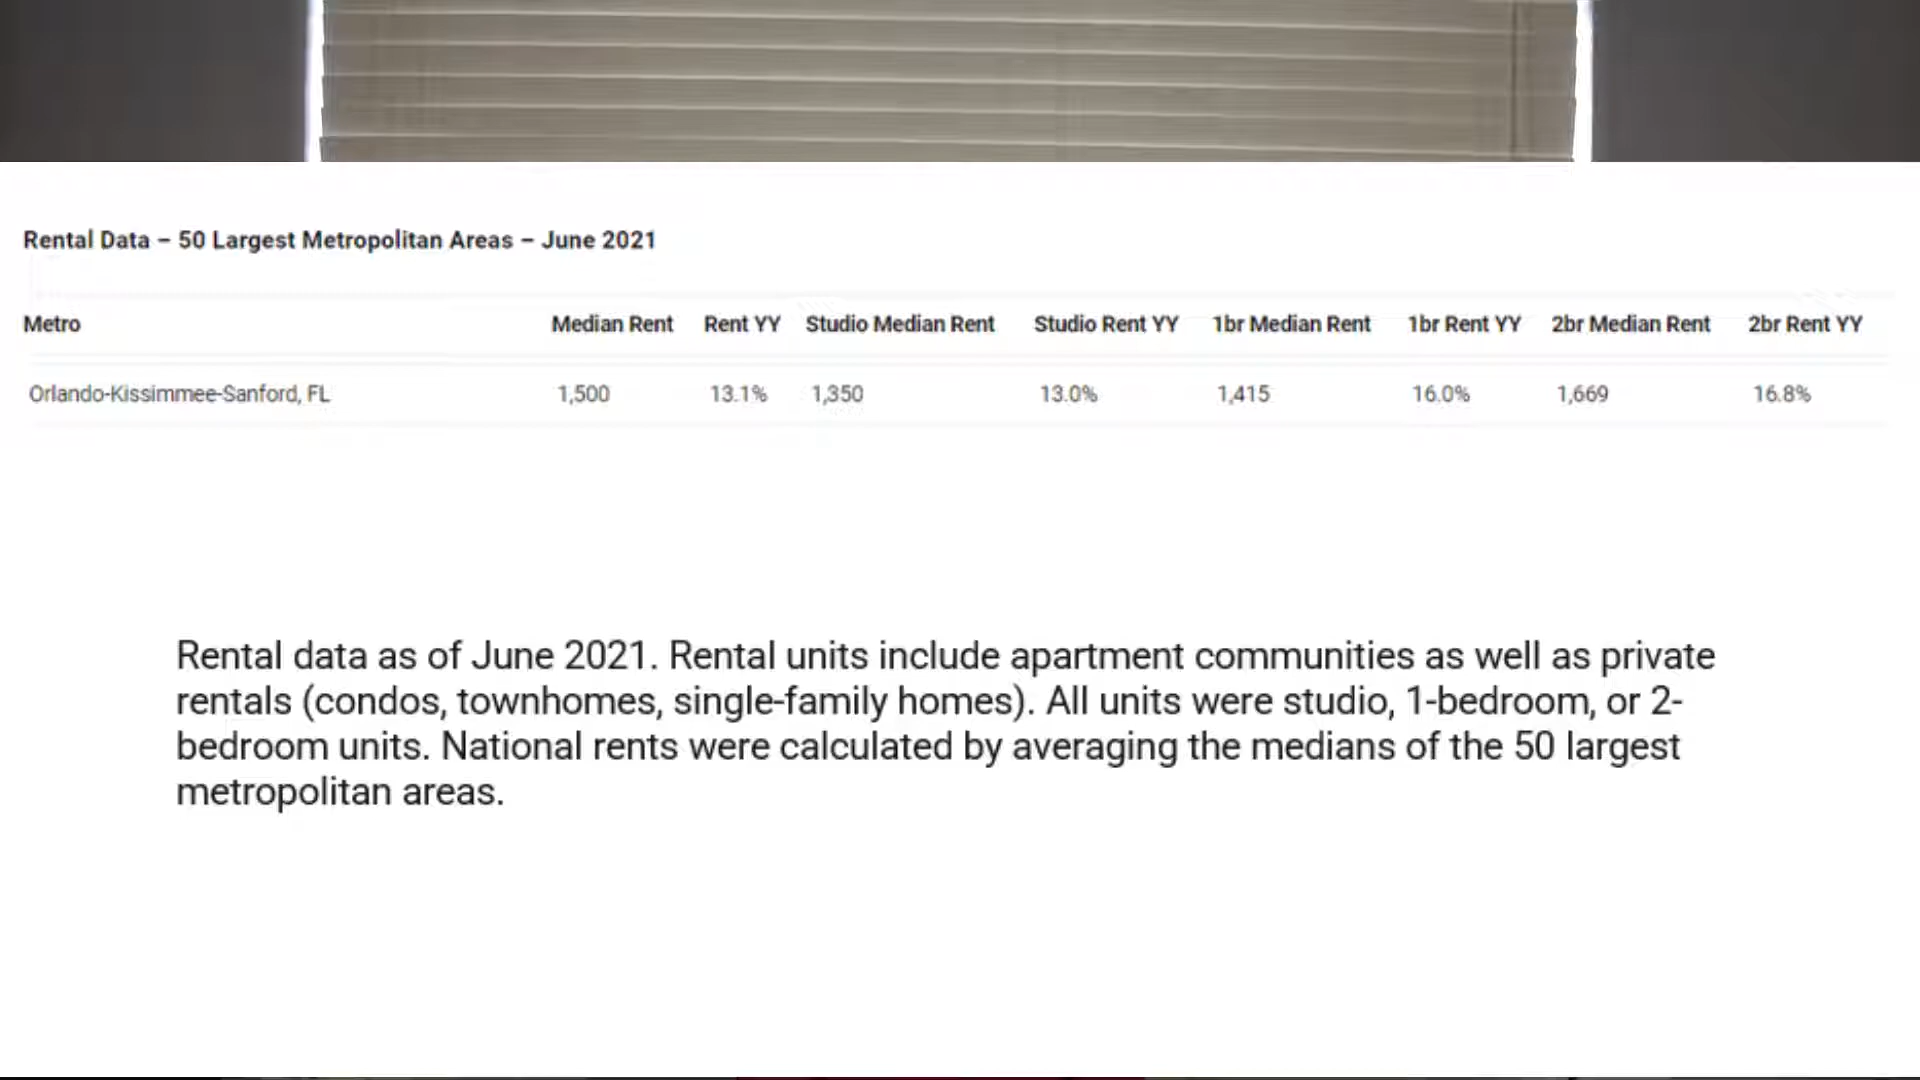 Rental Data – 50 Largest Metropolitan Areas – June 2021
Metro Median Rent Rent YY Studio Median Rent Studio Rent YY 1br Median Rent 1br Rent YY 2br Median Rent 2br Rent YY
Orlando-Kissimmee-Sanford, FL 1,500 13.1% 1,350 13.0% 1,415 16.0% 1,669 16.8%
Rental data as of June 2021. Rental units include apartment communities as well as private
rentals (condos, townhomes, single-family homes). All units were studio, 1-bedroom, or 2-
bedroom units. National rents were calculated by averaging the medians of the 50 largest
metropolitan areas.